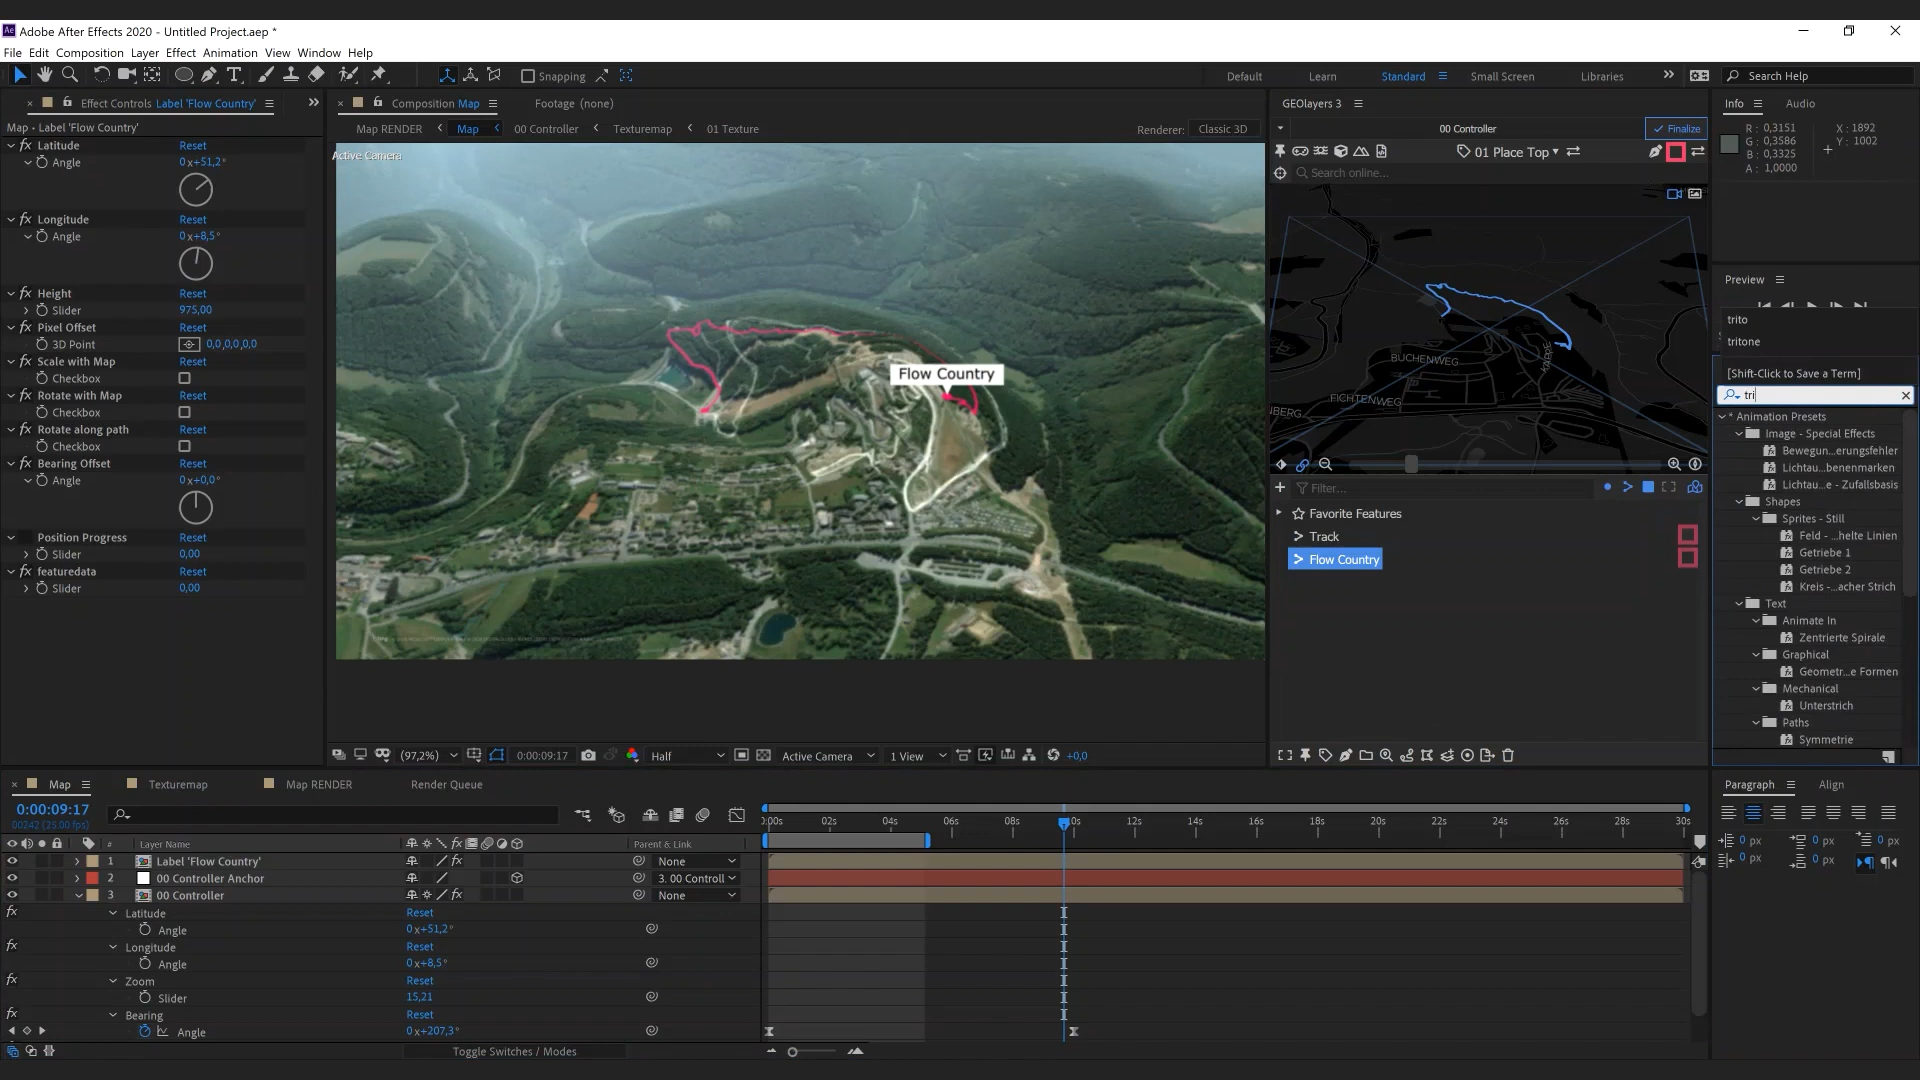 Adobe After Effects 2020 - Untitled Project.aep *
File Edit Composition Layer Effect Animation View Window Help
Snapping
Default Learn Standard Small Screen Libraries
Search Help
Effect Controls Label 'Flow Country'
Map • Label 'Flow Country'
Latitude Reset
Angle 0x+51,2°
Longitude Reset
Angle 0x+8,5°
Height Reset
Slider 975,00
Pixel Offset Reset
3D Point 0,0,0,0,0,0
Scale with Map Reset
Checkbox
Rotate with Map Reset
Checkbox
Rotate along path Reset
Checkbox
Bearing Offset Reset
Angle 0x+0,0°
Position Progress Reset
Slider 0,00
featuredata Reset
Slider 0,00
Composition Map
Footage (none)
Map RENDER Map 00 Controller Texturemap 01 Texture
Renderer: Classic 3D
Active Camera
Flow Country
(97,2%) 0:00:09:17 Half Active Camera 1 View +0,0
GEOlayers 3
00 Controller
Finalize
01 Place Top
Search online...
BUCHENWEG
FICHTENWEG
KAPPE
Filter...
Favorite Features
Track
Flow Country
Info Audio
R : 0,3151
G : 0,3586
B : 0,3325
A : 1,0000
X : 1892
Y : 1002
Preview
trito
tritone
[Shift-Click to Save a Term]
tri
* Animation Presets
Image - Special Effects
Bewegun...erungsfehler
Lichtau...benenmarken
Lichtau...e - Zufallsbasis
Shapes
Sprites - Still
Feld - ...helte Linien
Getriebe 1
Getriebe 2
Kreis -...acher Strich
Text
Animate In
Zentrierte Spirale
Graphical
Geometr...e Formen
Mechanical
Unterstrich
Paths
Symmetrie
Map Texturemap Map RENDER Render Queue
0:00:09:17
00242 (25.00 fps)
# Layer Name Parent & Link
1 Label 'Flow Country' None
2 00 Controller Anchor 3. 00 Controll
3 00 Controller None
Latitude Reset
Angle 0x+51,2°
Longitude Reset
Angle 0x+8,5°
Zoom Reset
Slider 15,21
Bearing Reset
Angle 0x+207,3°
Toggle Switches / Modes
02s 04s 06s 08s 12s 14s 16s 18s 20s 22s 24s 26s 28s 30s
Paragraph Align
0 px 0 px 0 px
0 px 0 px